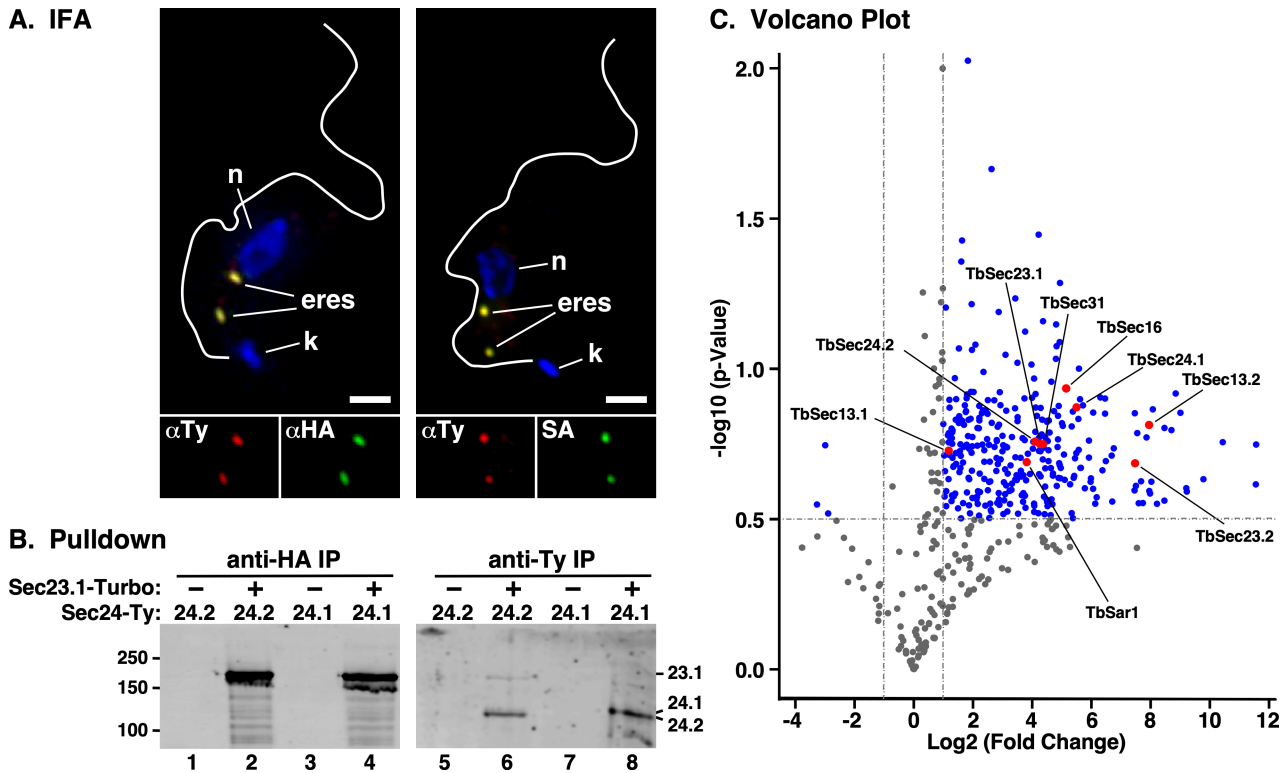 A. IFA
n
eres
k
αTy
αHA
n
eres
k
αTy
SA
B. Pulldown
anti-HA IP
anti-Ty IP
Sec23.1-Turbo: – + – + – + – +
Sec24-Ty: 24.2 24.2 24.1 24.1 24.2 24.2 24.1 24.1
250
150
100
23.1
24.1
24.2
1 2 3 4 5 6 7 8
C. Volcano Plot
-log10 (p-Value)
2.0
1.5
1.0
0.5
0.0
TbSec23.1
TbSec31
TbSec16
TbSec24.2
TbSec24.1
TbSec13.2
TbSec13.1
TbSec23.2
TbSar1
-4 -2 0 2 4 6 8 10 12
Log2 (Fold Change)